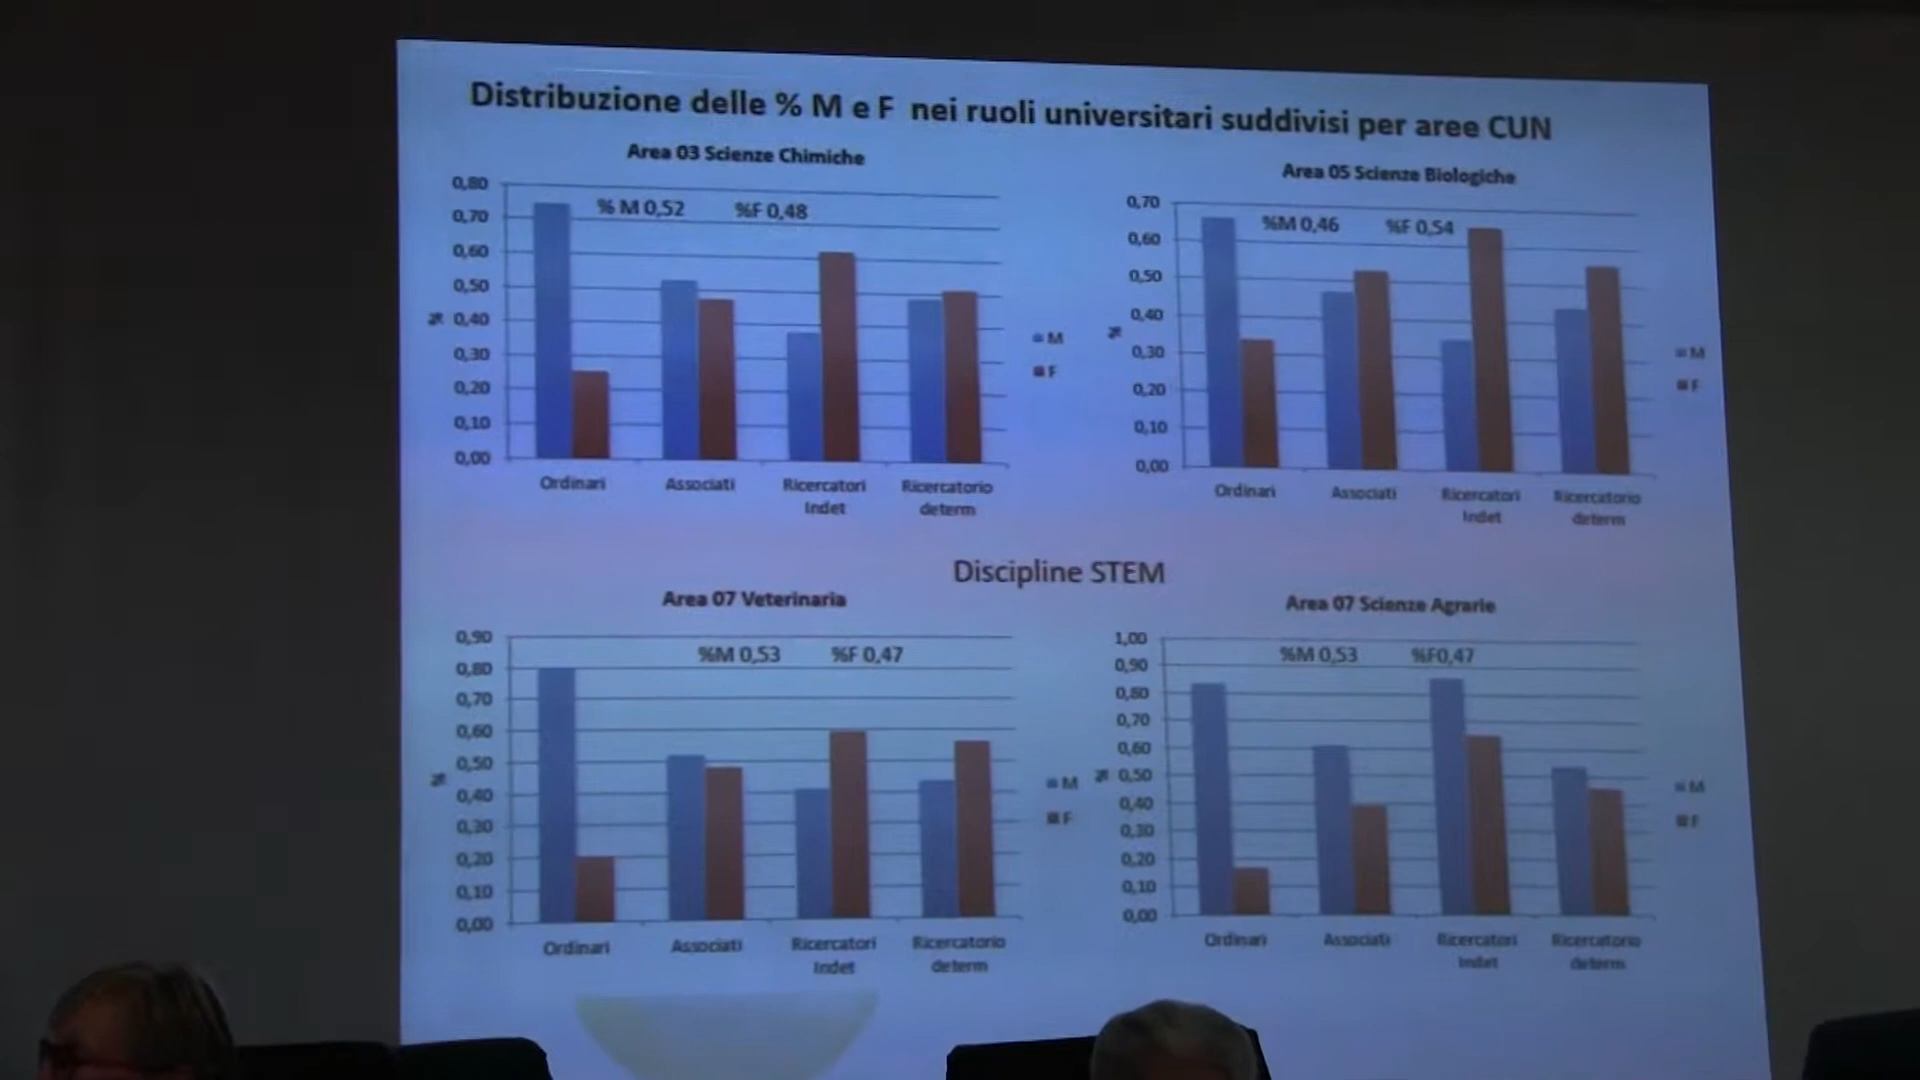 Distribuzione delle % M e F nei ruoli universitari suddivisi per aree CUN
Area 03 Scienze Chimiche
% M 0,52 %F 0,48
0,80
0,70
0,60
0,50
0,40
0,30
0,20
0,10
0,00
%
M
F
Ordinari
Associati
Ricercatori
Indet
Ricercatorio
determ
Area 05 Scienze Biologiche
%M 0,46 %F 0,54
0,70
0,60
0,50
0,40
0,30
0,20
0,10
0,00
%
M
F
Ordinari
Associati
Ricercatori
Indet
Ricercatorio
determ
Discipline STEM
Area 07 Veterinaria
%M 0,53 %F 0,47
0,90
0,80
0,70
0,60
0,50
0,40
0,30
0,20
0,10
0,00
%
M
F
Ordinari
Associati
Ricercatori
Indet
Ricercatorio
determ
Area 07 Scienze Agrarie
%M 0,53 %F0,47
1,00
0,90
0,80
0,70
0,60
0,50
0,40
0,30
0,20
0,10
0,00
%
M
F
Ordinari
Associati
Ricercatori
Indet
Ricercatorio
determ